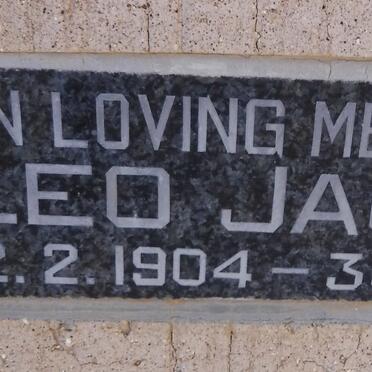 N LOVING ME
LEO JA
2.2.1904 – 3